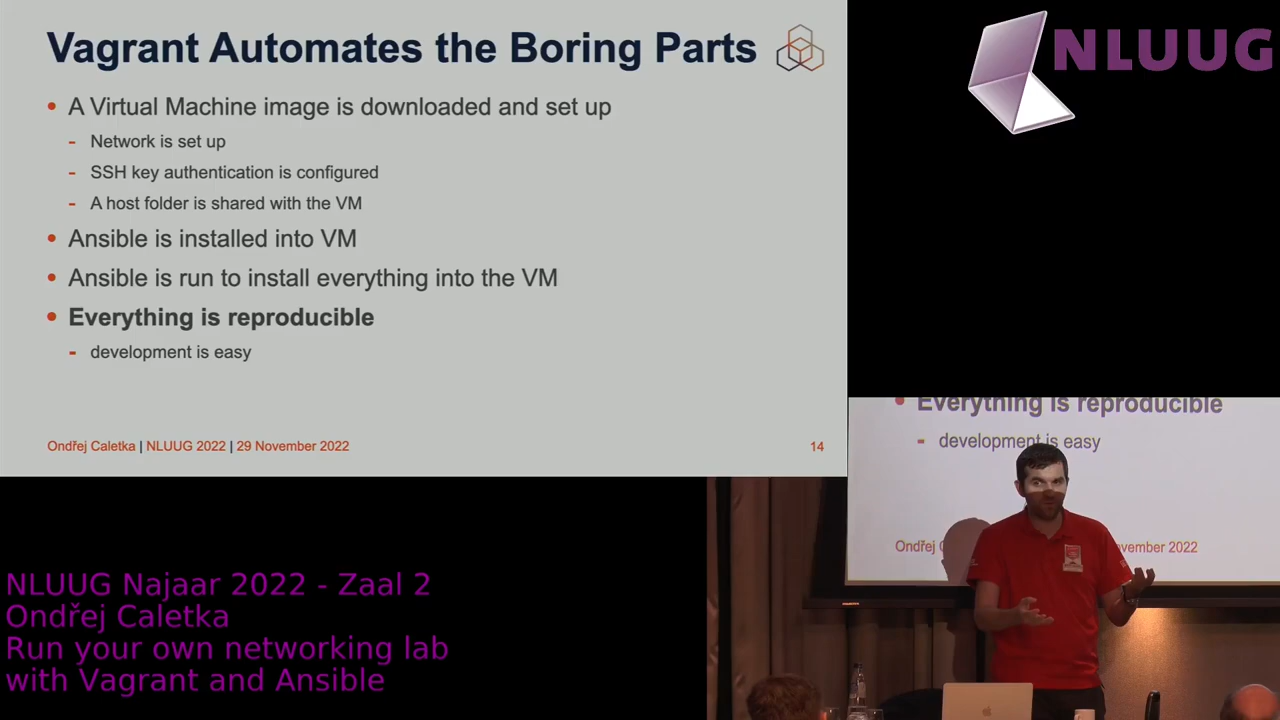 Vagrant Automates the Boring Parts
• A Virtual Machine image is downloaded and set up
- Network is set up
- SSH key authentication is configured
- A host folder is shared with the VM
• Ansible is installed into VM
• Ansible is run to install everything into the VM
• Everything is reproducible
- development is easy
Ondřej Caletka | NLUUG 2022 | 29 November 2022
14
NLUUG
• Everything is reproducible
- development is easy
Ondřej
vember 2022
NLUUG Najaar 2022 - Zaal 2
Ondřej Caletka
Run your own networking lab
with Vagrant and Ansible